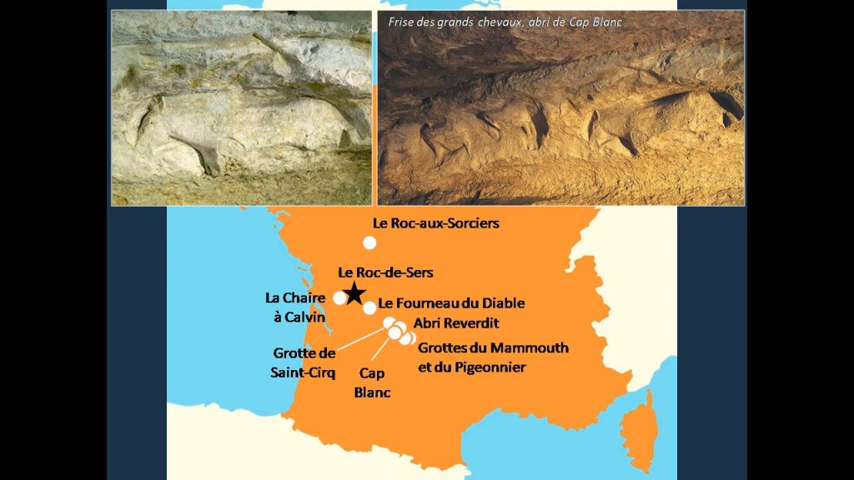 Frise des grands chevaux, abri de Cap Blanc
Le Roc-aux-Sorciers
Le Roc-de-Sers
La Chaire
à Calvin
Le Fourneau du Diable
Abri Reverdit
Grottes du Mammouth
et du Pigeonnier
Grotte de
Saint-Cirq
Cap
Blanc